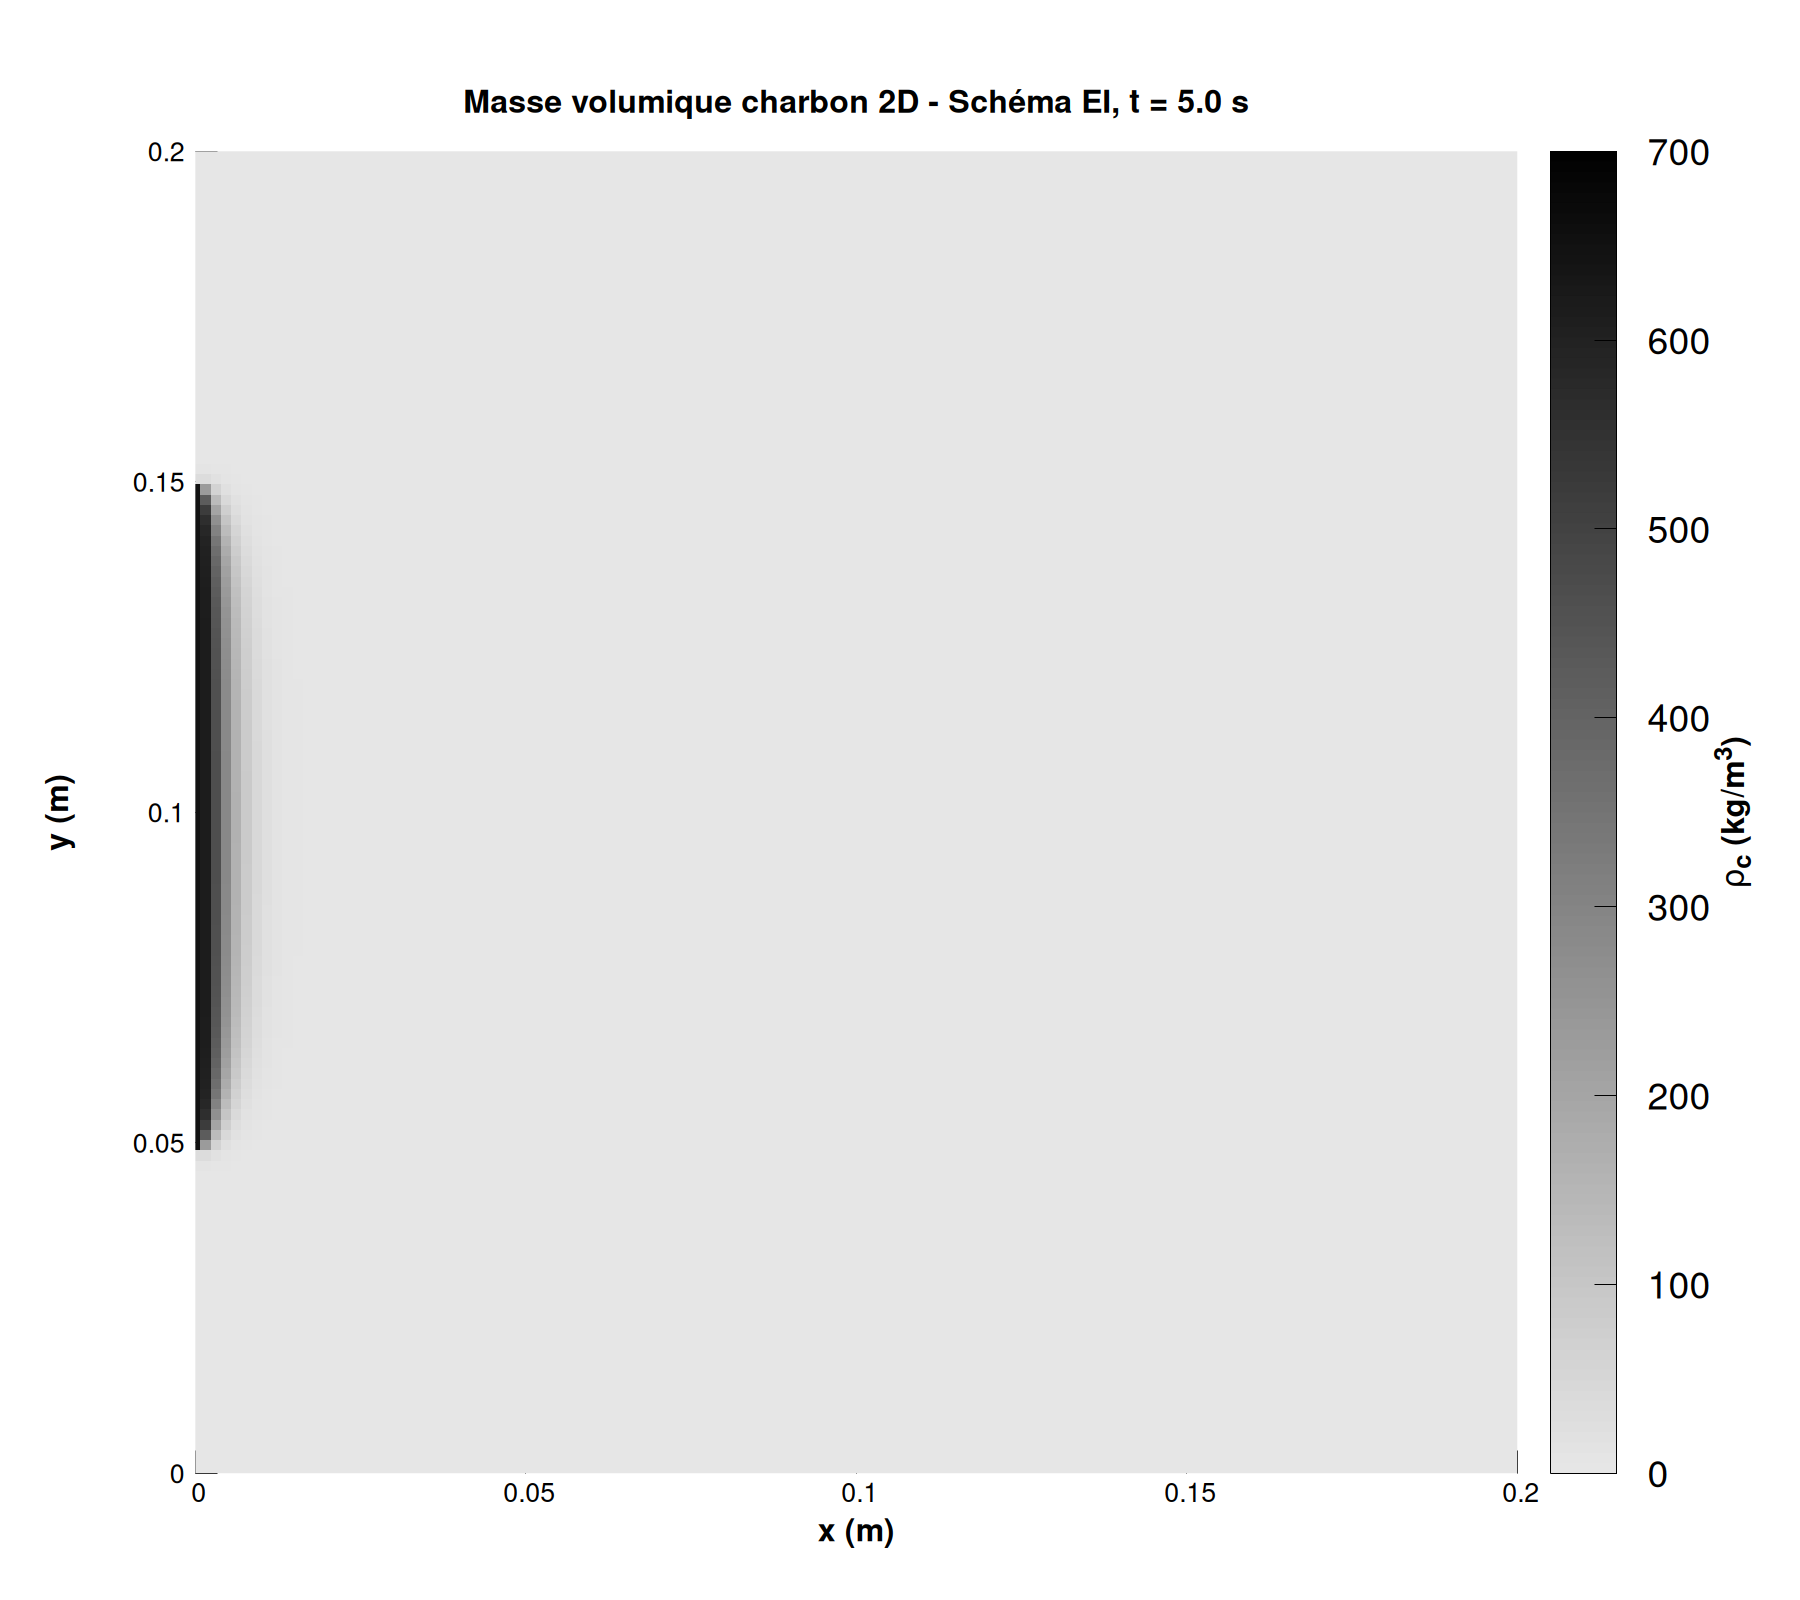 Masse volumique charbon 2D - Schéma EI, t = 5.0 s
0.2
0.15
0.1
0.05
0
y (m)
0 0.05 0.1 0.15 0.2
x (m)
700
600
500
400
300
200
100
0
ρc (kg/m³)